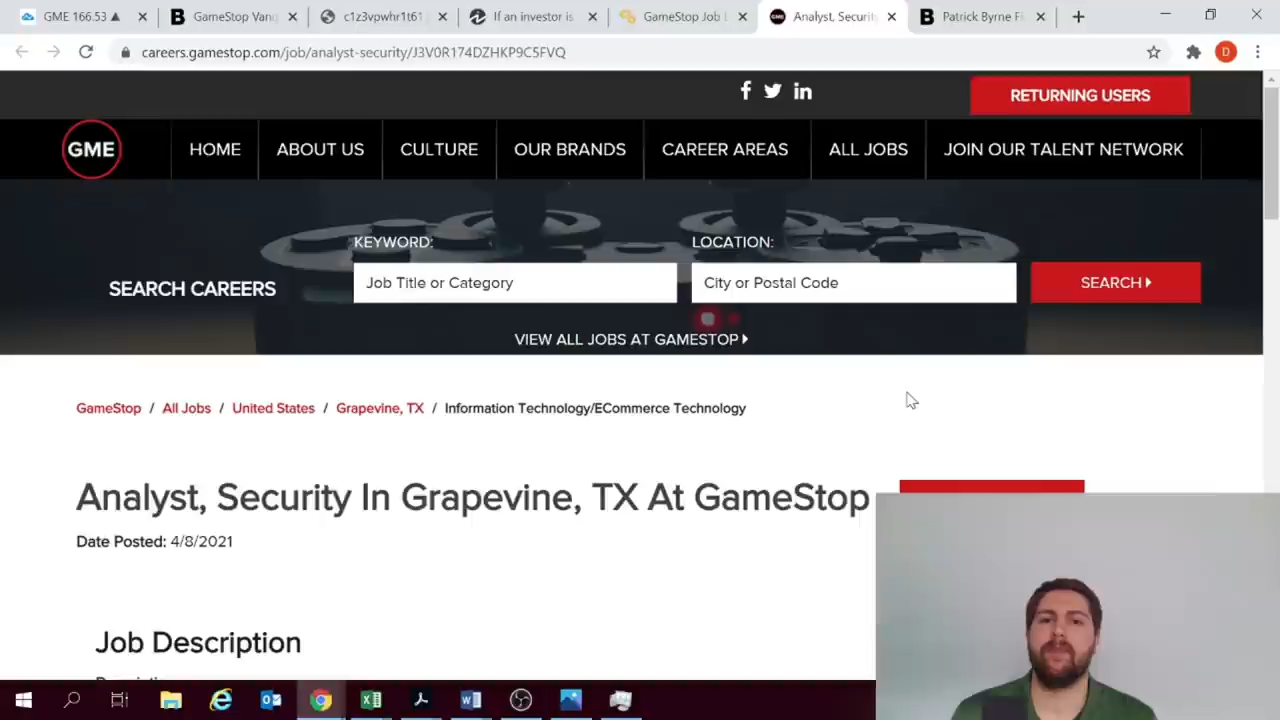 GME 166.53 ▲
GameStop Vanq
c1z3vpwhr1t61
If an investor is
GameStop Job L
GME
Analyst, Securit
Patrick Byrne Fi
careers.gamestop.com/job/analyst-security/J3V0R174DZHKP9C5FVQ
D
RETURNING USERS
GME
HOME
ABOUT US
CULTURE
OUR BRANDS
CAREER AREAS
ALL JOBS
JOIN OUR TALENT NETWORK
KEYWORD:
LOCATION:
SEARCH CAREERS
Job Title or Category
City or Postal Code
SEARCH
VIEW ALL JOBS AT GAMESTOP
GameStop / All Jobs / United States / Grapevine, TX / Information Technology/ECommerce Technology
Analyst, Security In Grapevine, TX At GameStop
Date Posted: 4/8/2021
Job Description